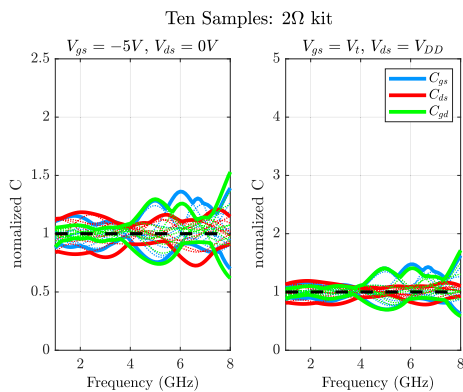 Ten Samples: 2Ω kit
V_gs = −5V, V_ds = 0V
nomalized C
2.5
2
1.5
1
0.5
0
2 4 6 8
Frequency (GHz)
V_gs = V_t, V_ds = V_DD
nomalized C
5
4
3
2
1
0
2 4 6 8
Frequency (GHz)
C_gs
C_ds
C_gd